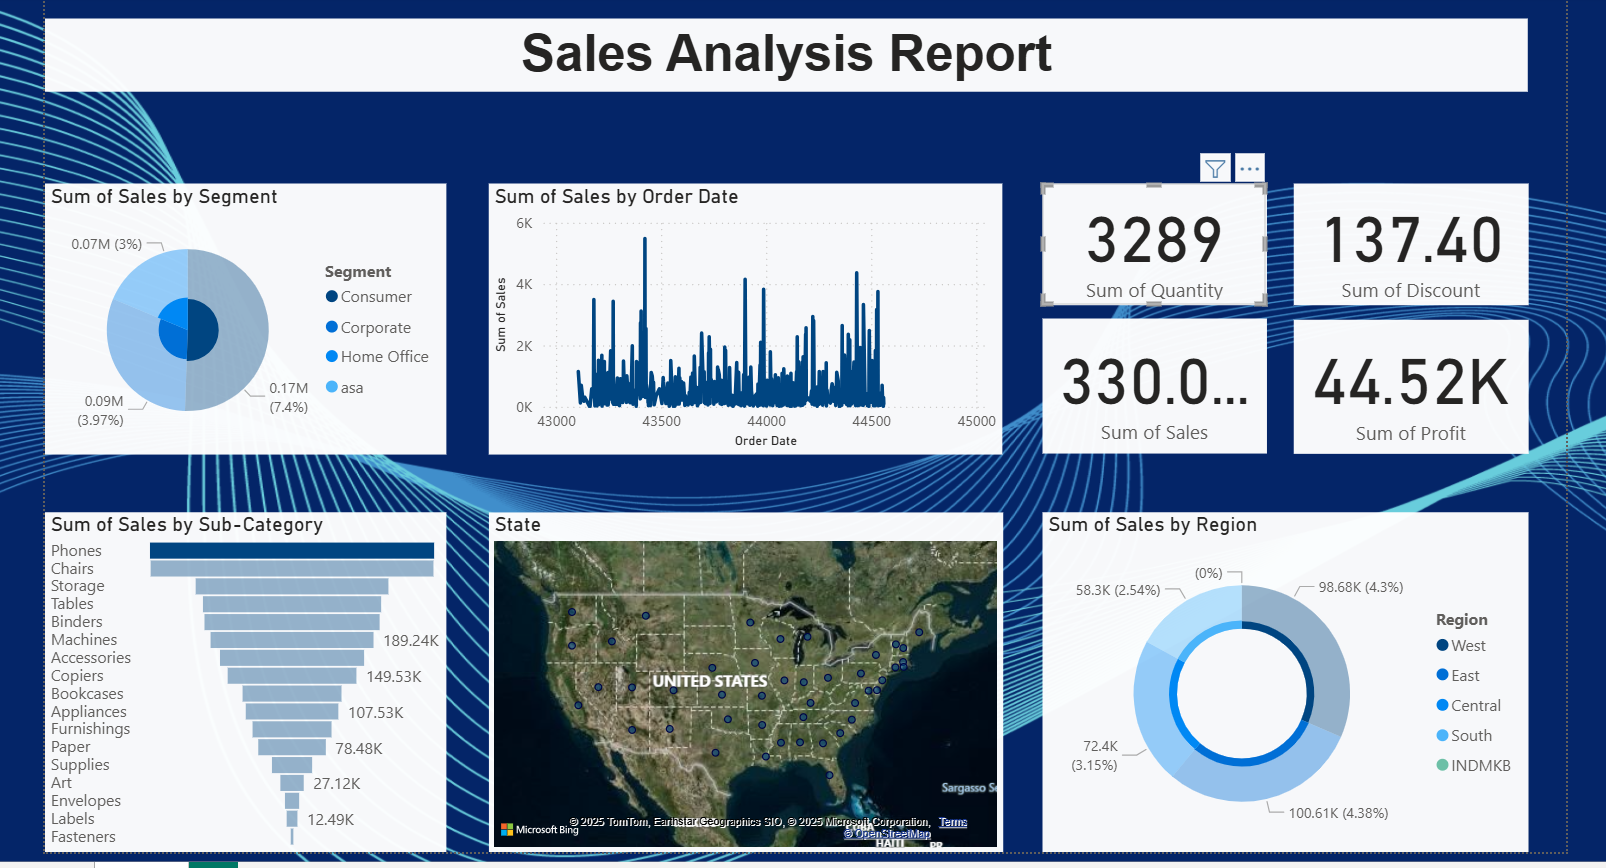 Sales Analysis Report
Sum of Sales by Segment
0.07M (3%)
0.17M
(7.4%)
0.09M
(3.97%)
Segment
Consumer
Corporate
Home Office
asa
Sum of Sales by Order Date
Sum of Sales
6K
4K
2K
0K
43000
43500
44000
44500
45000
Order Date
3289
Sum of Quantity
137.40
Sum of Discount
330.0...
Sum of Sales
44.52K
Sum of Profit
Sum of Sales by Sub-Category
Phones
Chairs
Storage
Tables
Binders
Machines 189.24K
Accessories
Copiers 149.53K
Bookcases
Appliances 107.53K
Furnishings
Paper 78.48K
Supplies
Art 27.12K
Envelopes
Labels 12.49K
Fasteners
State
UNITED STATES
Sargasso Se
Microsoft Bing
© 2025 TomTom, Earthstar Geographics SIO, © 2025 Microsoft Corporation, Terms
© OpenStreetMap
HAITI PR
Sum of Sales by Region
(0%)
58.3K (2.54%)
98.68K (4.3%)
72.4K
(3.15%)
100.61K (4.38%)
Region
West
East
Central
South
INDMKB